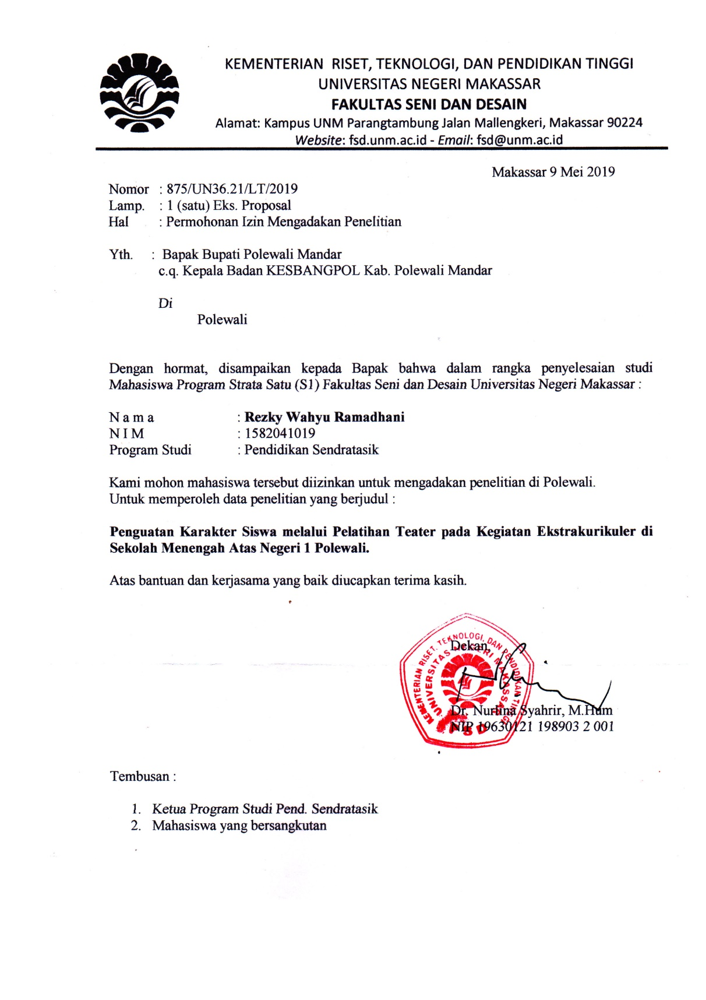 KEMENTERIAN RISET, TEKNOLOGI, DAN PENDIDIKAN TINGGI
UNIVERSITAS NEGERI MAKASSAR
FAKULTAS SENI DAN DESAIN
Alamat: Kampus UNM Parangtambung Jalan Mallengkeri, Makassar 90224
Website: fsd.unm.ac.id - Email: fsd@unm.ac.id
Makassar 9 Mei 2019
Nomor : 875/UN36.21/LT/2019
Lamp. : 1 (satu) Eks. Proposal
Hal : Permohonan Izin Mengadakan Penelitian
Yth. : Bapak Bupati Polewali Mandar
c.q. Kepala Badan KESBANGPOL Kab. Polewali Mandar
Di
Polewali
Dengan hormat, disampaikan kepada Bapak bahwa dalam rangka penyelesaian studi
Mahasiswa Program Strata Satu (S1) Fakultas Seni dan Desain Universitas Negeri Makassar :
N a m a : Rezky Wahyu Ramadhani
N I M : 1582041019
Program Studi : Pendidikan Sendratasik
Kami mohon mahasiswa tersebut diizinkan untuk mengadakan penelitian di Polewali.
Untuk memperoleh data penelitian yang berjudul :
Penguatan Karakter Siswa melalui Pelatihan Teater pada Kegiatan Ekstrakurikuler di
Sekolah Menengah Atas Negeri 1 Polewali.
Atas bantuan dan kerjasama yang baik diucapkan terima kasih.
KEMENTERIAN RISET, TEKNOLOGI, DAN PENDIDIKAN TINGGI
UNIVERSITAS NEGERI MAKASSAR
FSD
Dekan,
Dr. Nurlina Syahrir, M.Hum
NIP 19630121 198903 2 001
Tembusan :
1. Ketua Program Studi Pend. Sendratasik
2. Mahasiswa yang bersangkutan